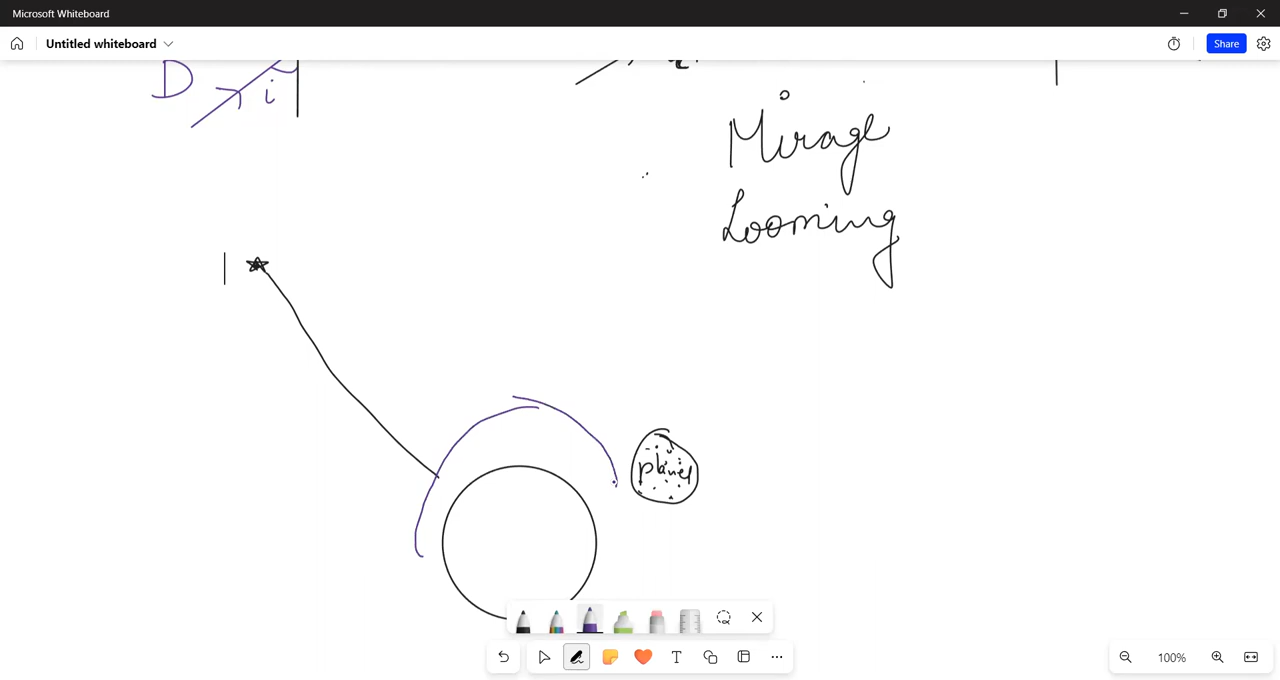 Microsoft Whiteboard
Untitled whiteboard
Share
D
i
Mirage
Looming
planet
100%